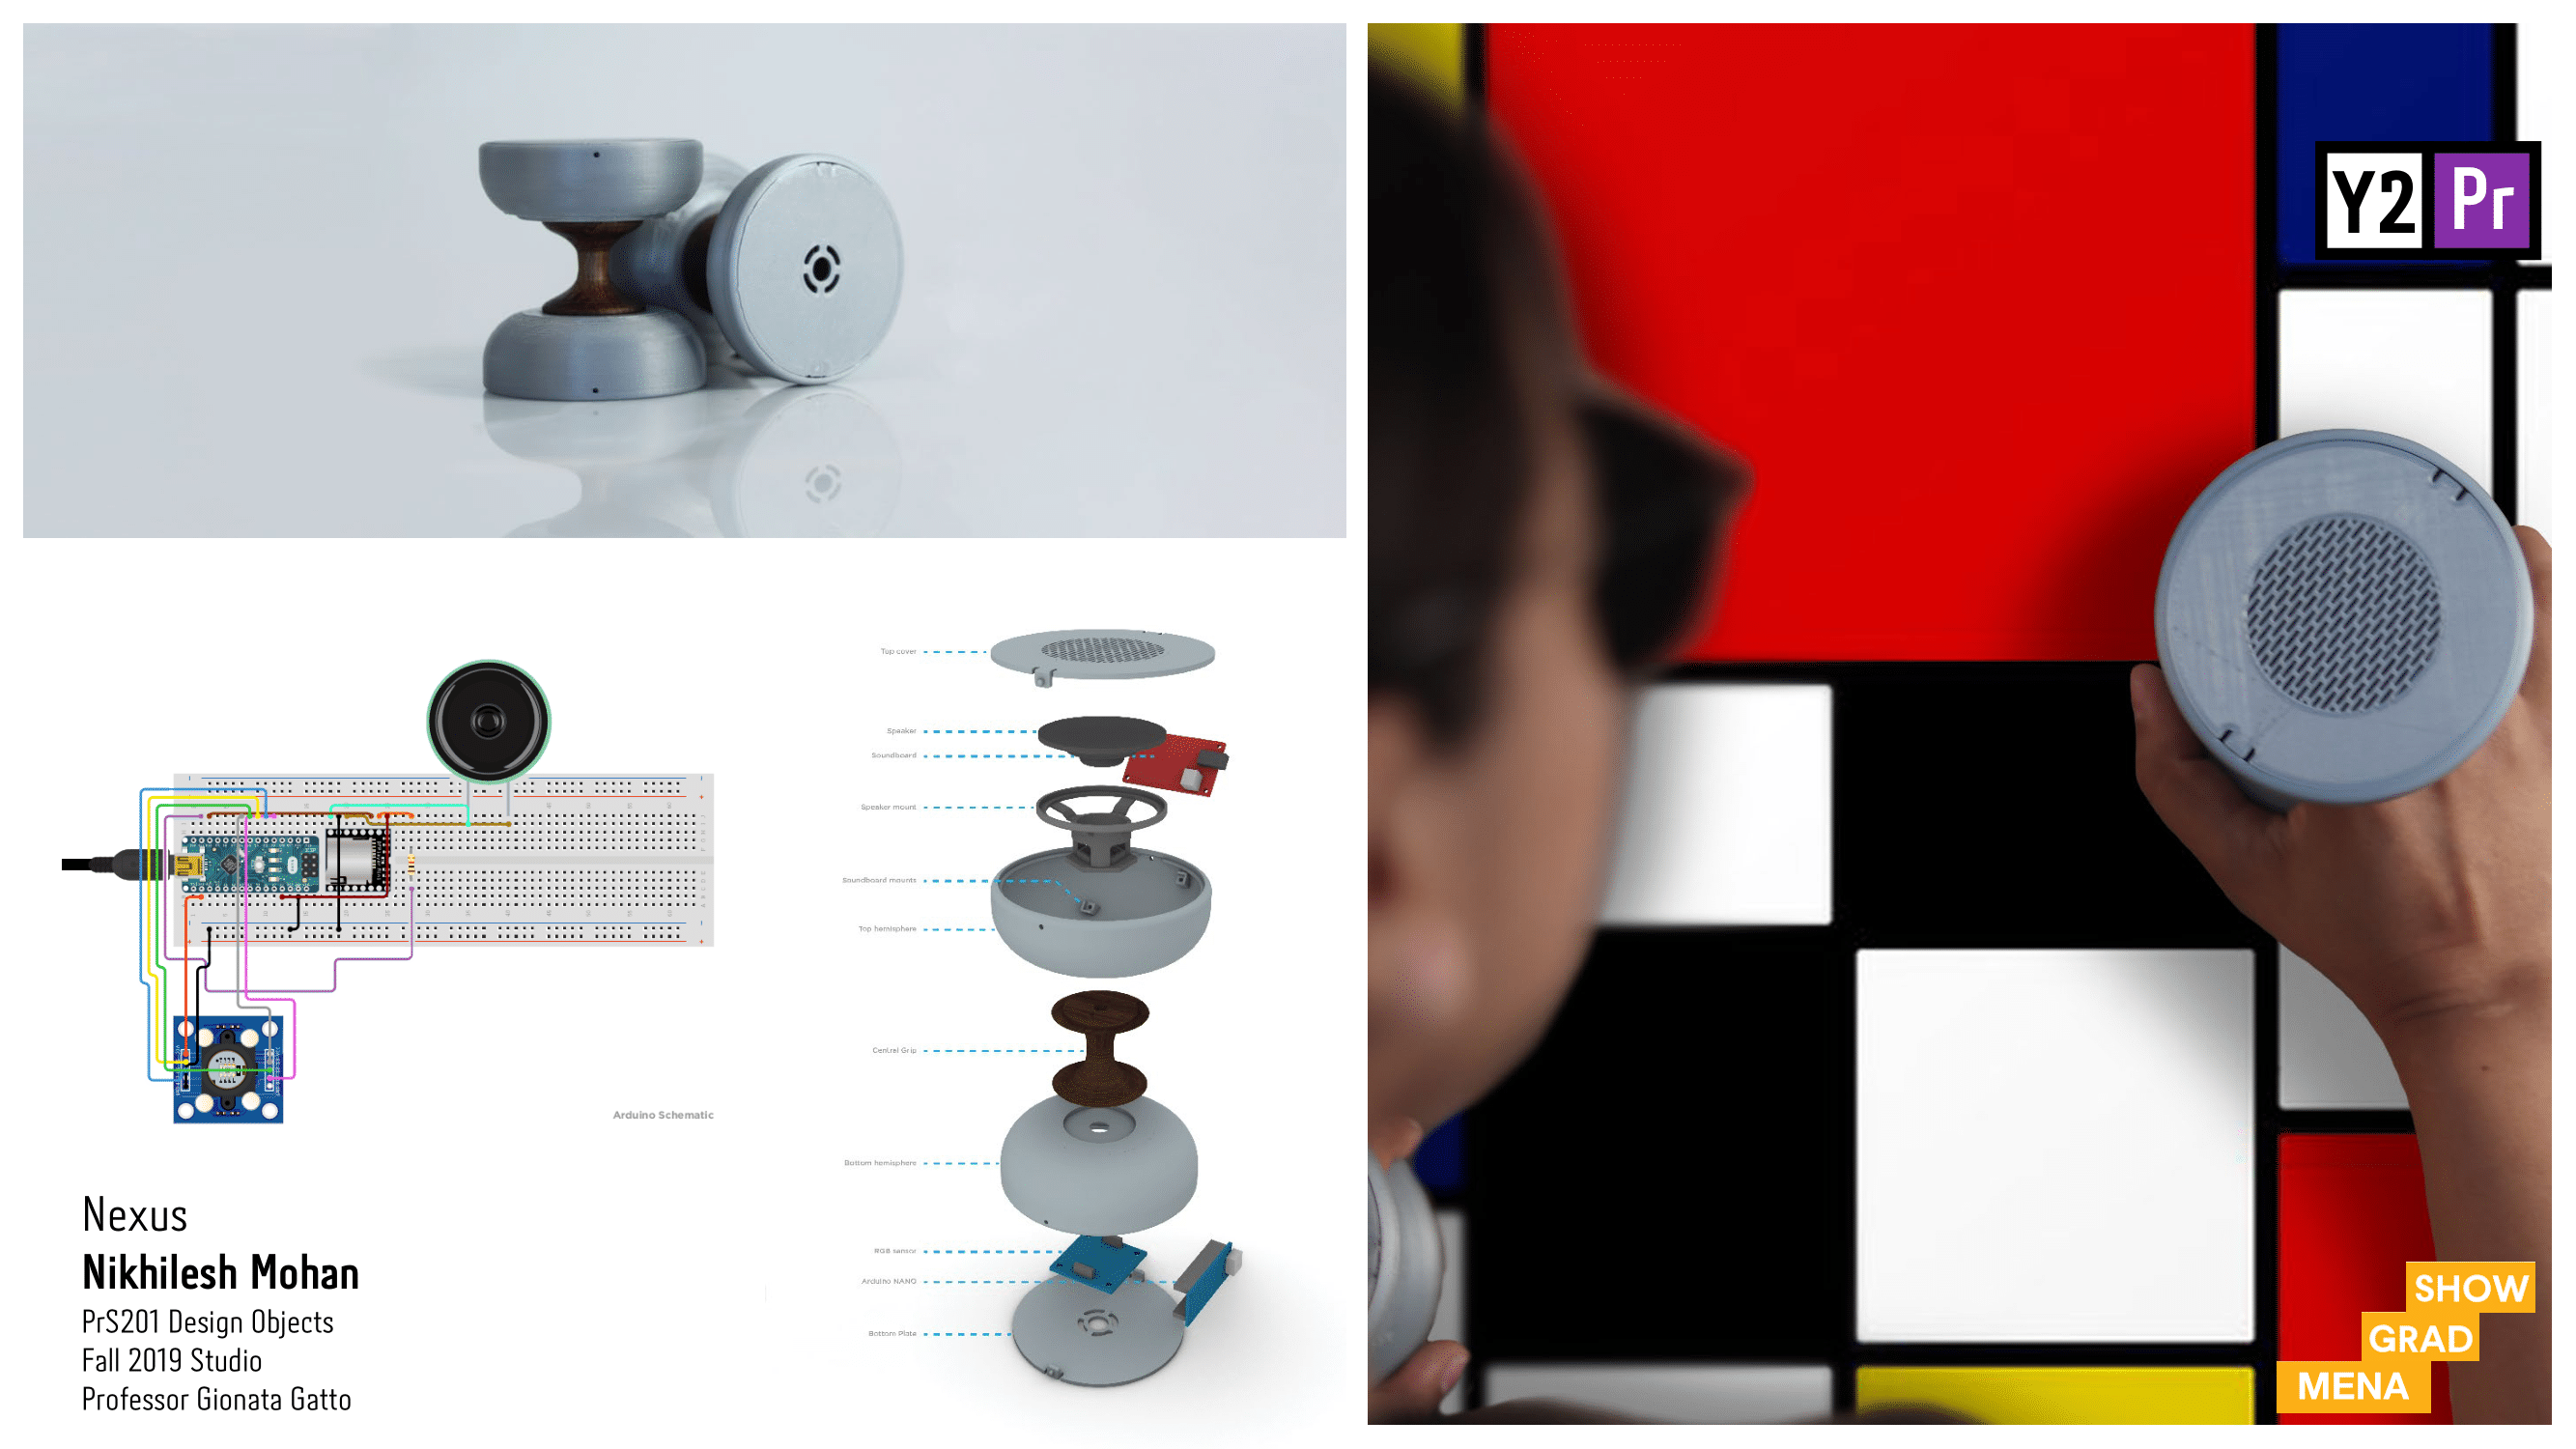 Y2 Pr
Top cover
Speaker
Soundboard
Speaker mount
Soundboard mounts
Top hemisphere
Central Grip
Bottom hemisphere
RGB sensor
Arduino NANO
Bottom Plate
Arduino Schematic
Nexus
Nikhilesh Mohan
PrS201 Design Objects
Fall 2019 Studio
Professor Gionata Gatto
SHOW
GRAD
MENA